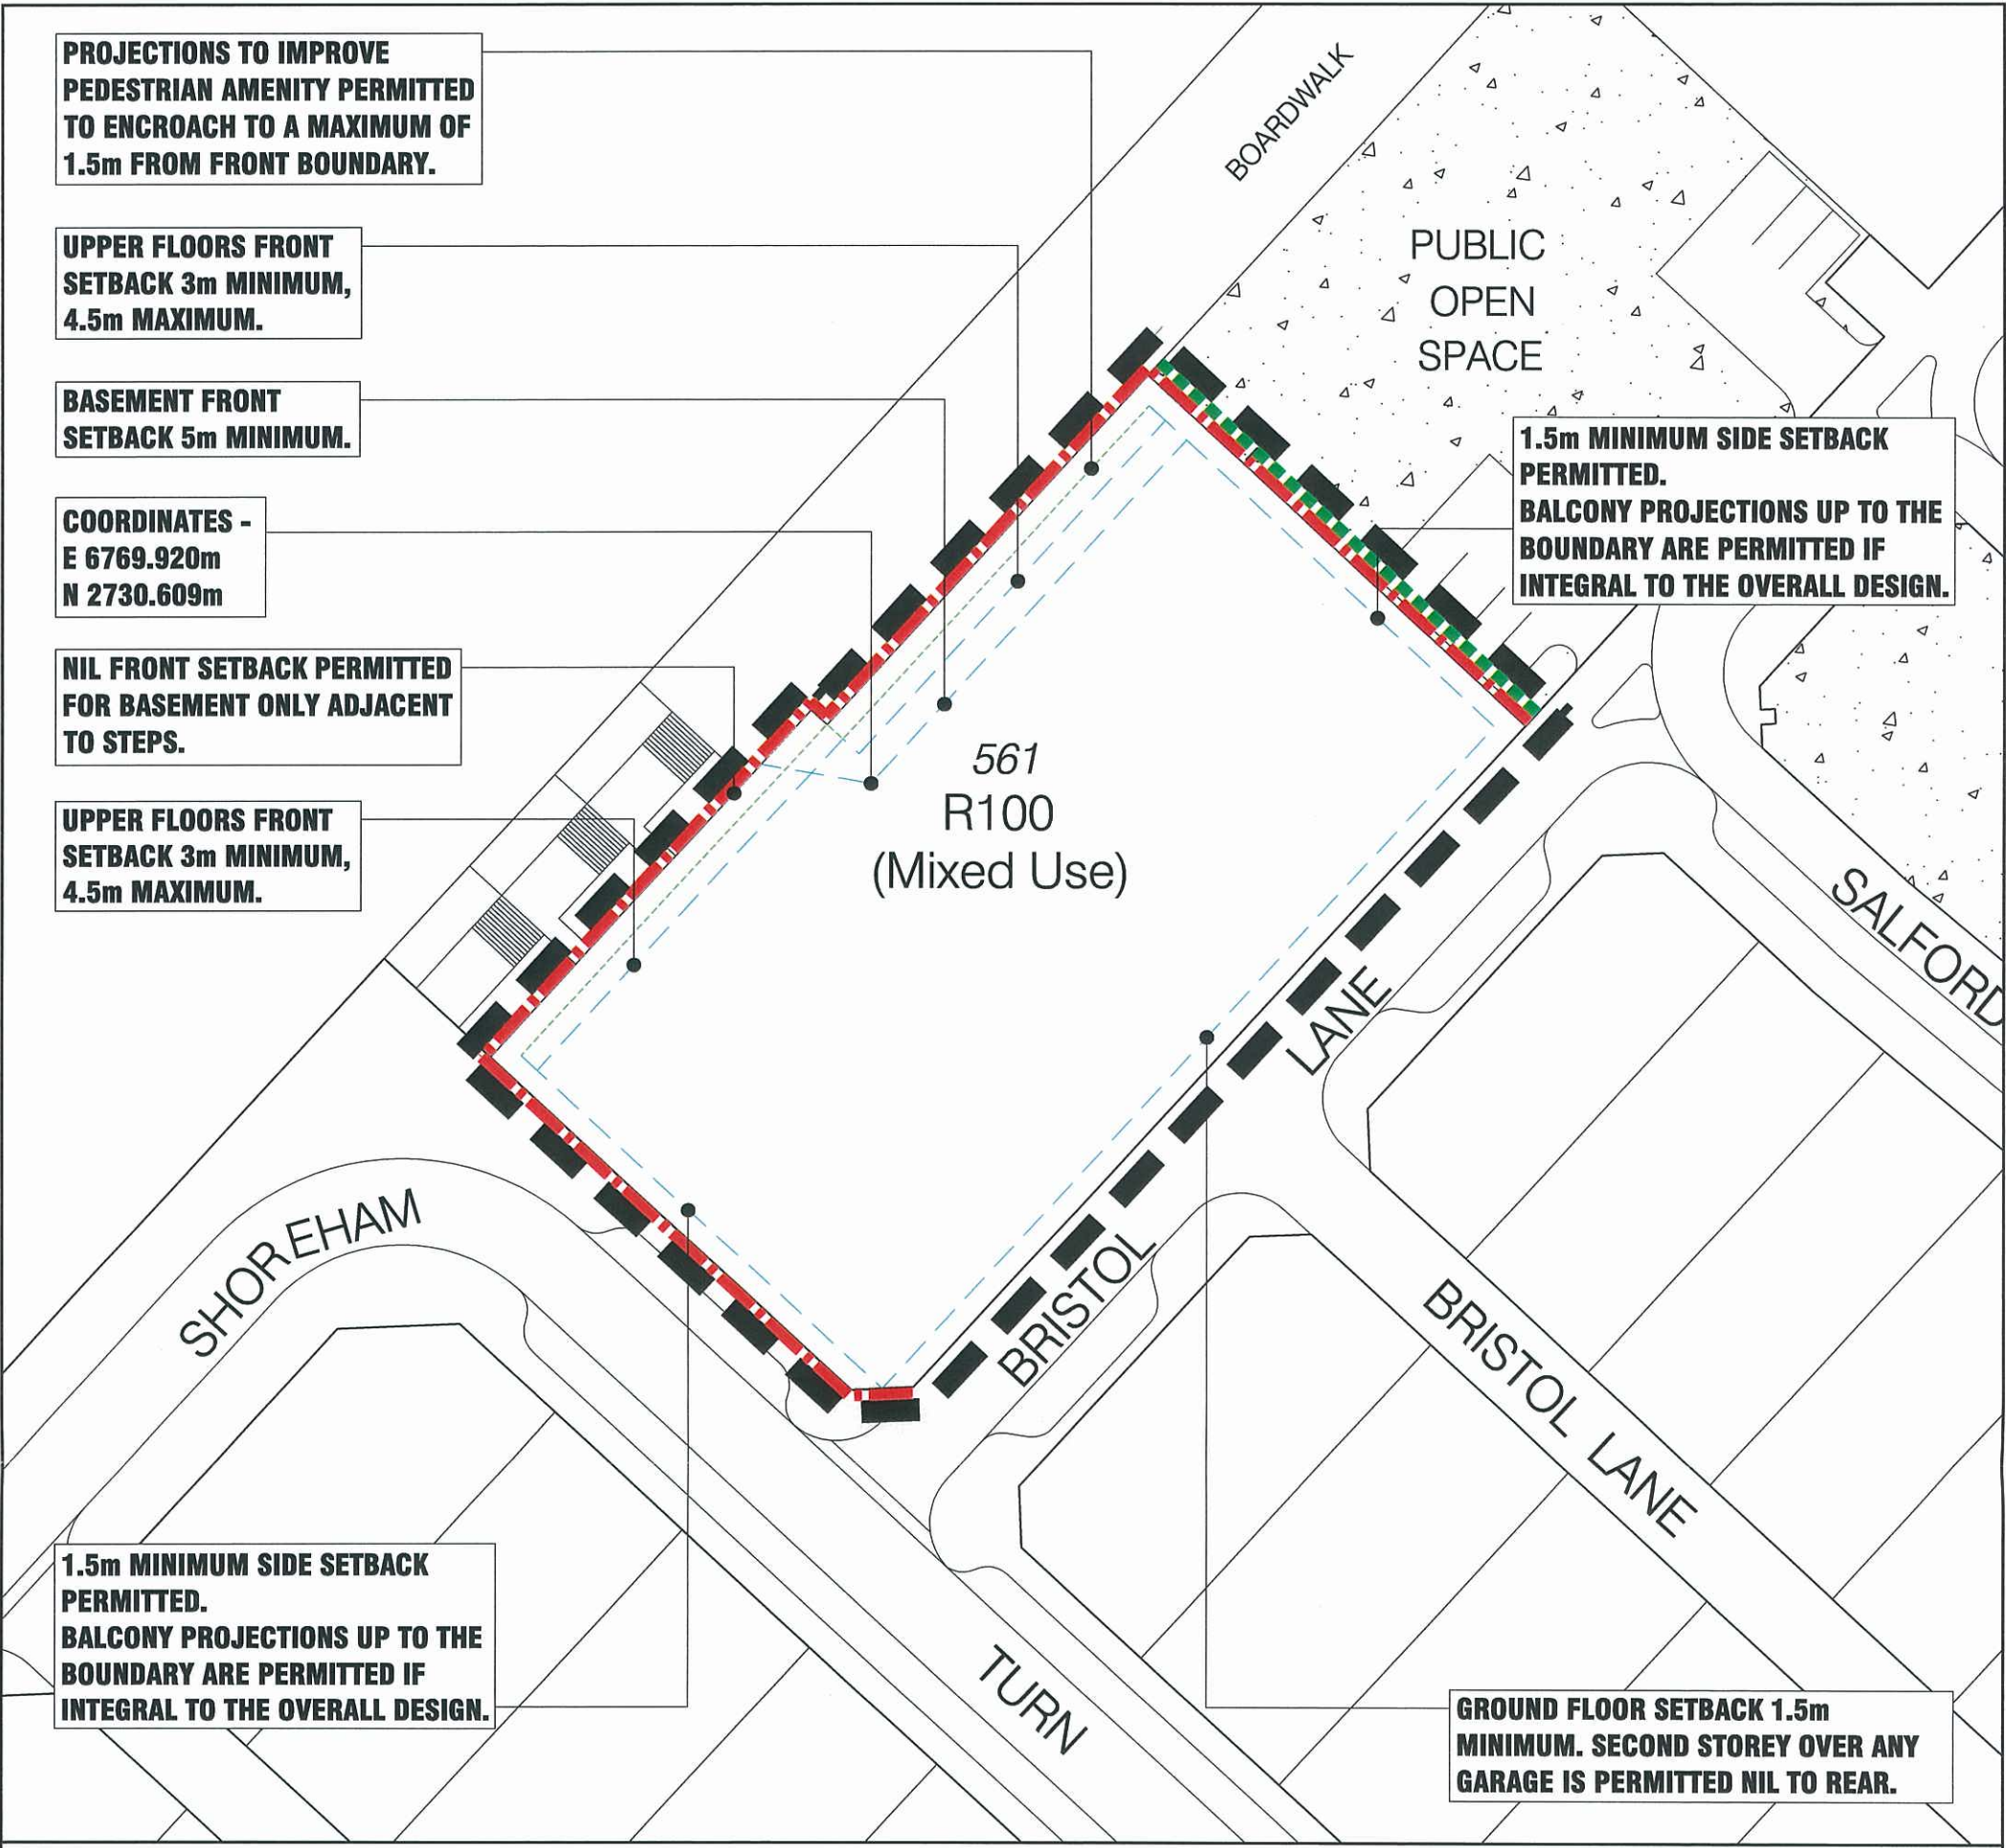 PROJECTIONS TO IMPROVE
PEDESTRIAN AMENITY PERMITTED
TO ENCROACH TO A MAXIMUM OF
1.5m FROM FRONT BOUNDARY.
UPPER FLOORS FRONT
SETBACK 3m MINIMUM,
4.5m MAXIMUM.
BASEMENT FRONT
SETBACK 5m MINIMUM.
COORDINATES -
E 6769.920m
N 2730.609m
NIL FRONT SETBACK PERMITTED
FOR BASEMENT ONLY ADJACENT
TO STEPS.
UPPER FLOORS FRONT
SETBACK 3m MINIMUM,
4.5m MAXIMUM.
BOARDWALK
PUBLIC
OPEN
SPACE
1.5m MINIMUM SIDE SETBACK
PERMITTED.
BALCONY PROJECTIONS UP TO THE
BOUNDARY ARE PERMITTED IF
INTEGRAL TO THE OVERALL DESIGN.
561
R100
(Mixed Use)
SALFORD
BRISTOL LANE
BRISTOL LANE
SHOREHAM
TURN
1.5m MINIMUM SIDE SETBACK
PERMITTED.
BALCONY PROJECTIONS UP TO THE
BOUNDARY ARE PERMITTED IF
INTEGRAL TO THE OVERALL DESIGN.
GROUND FLOOR SETBACK 1.5m
MINIMUM. SECOND STOREY OVER ANY
GARAGE IS PERMITTED NIL TO REAR.